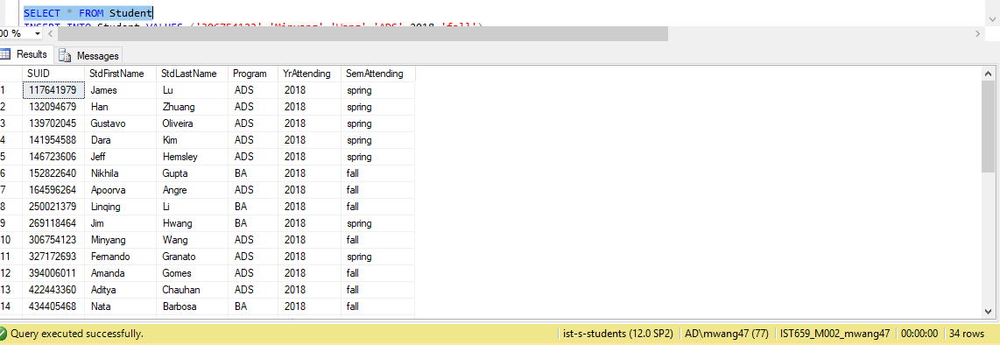 SELECT * FROM Student
INSERT INTO Student VALUES ('306754123','Minyang','Wang','ADS',2018,'fall')
00 %
Results Messages
SUID StdFirstName StdLastName Program YrAttending SemAttending
1 117641979 James Lu ADS 2018 spring
2 132094679 Han Zhuang ADS 2018 spring
3 139702045 Gustavo Oliveira ADS 2018 spring
4 141954588 Dara Kim ADS 2018 spring
5 146723606 Jeff Hemsley ADS 2018 spring
6 152822640 Nikhila Gupta BA 2018 fall
7 164596264 Apoorva Angre ADS 2018 fall
8 250021379 Linqing Li BA 2018 fall
9 269118464 Jim Hwang BA 2018 spring
10 306754123 Minyang Wang ADS 2018 fall
11 327172693 Fernando Granato ADS 2018 spring
12 394006011 Amanda Gomes ADS 2018 fall
13 422443360 Aditya Chauhan ADS 2018 fall
14 434405468 Nata Barbosa BA 2018 fall
Query executed successfully. ist-s-students (12.0 SP2) AD\mwang47 (77) IST659_M002_mwang47 00:00:00 34 rows